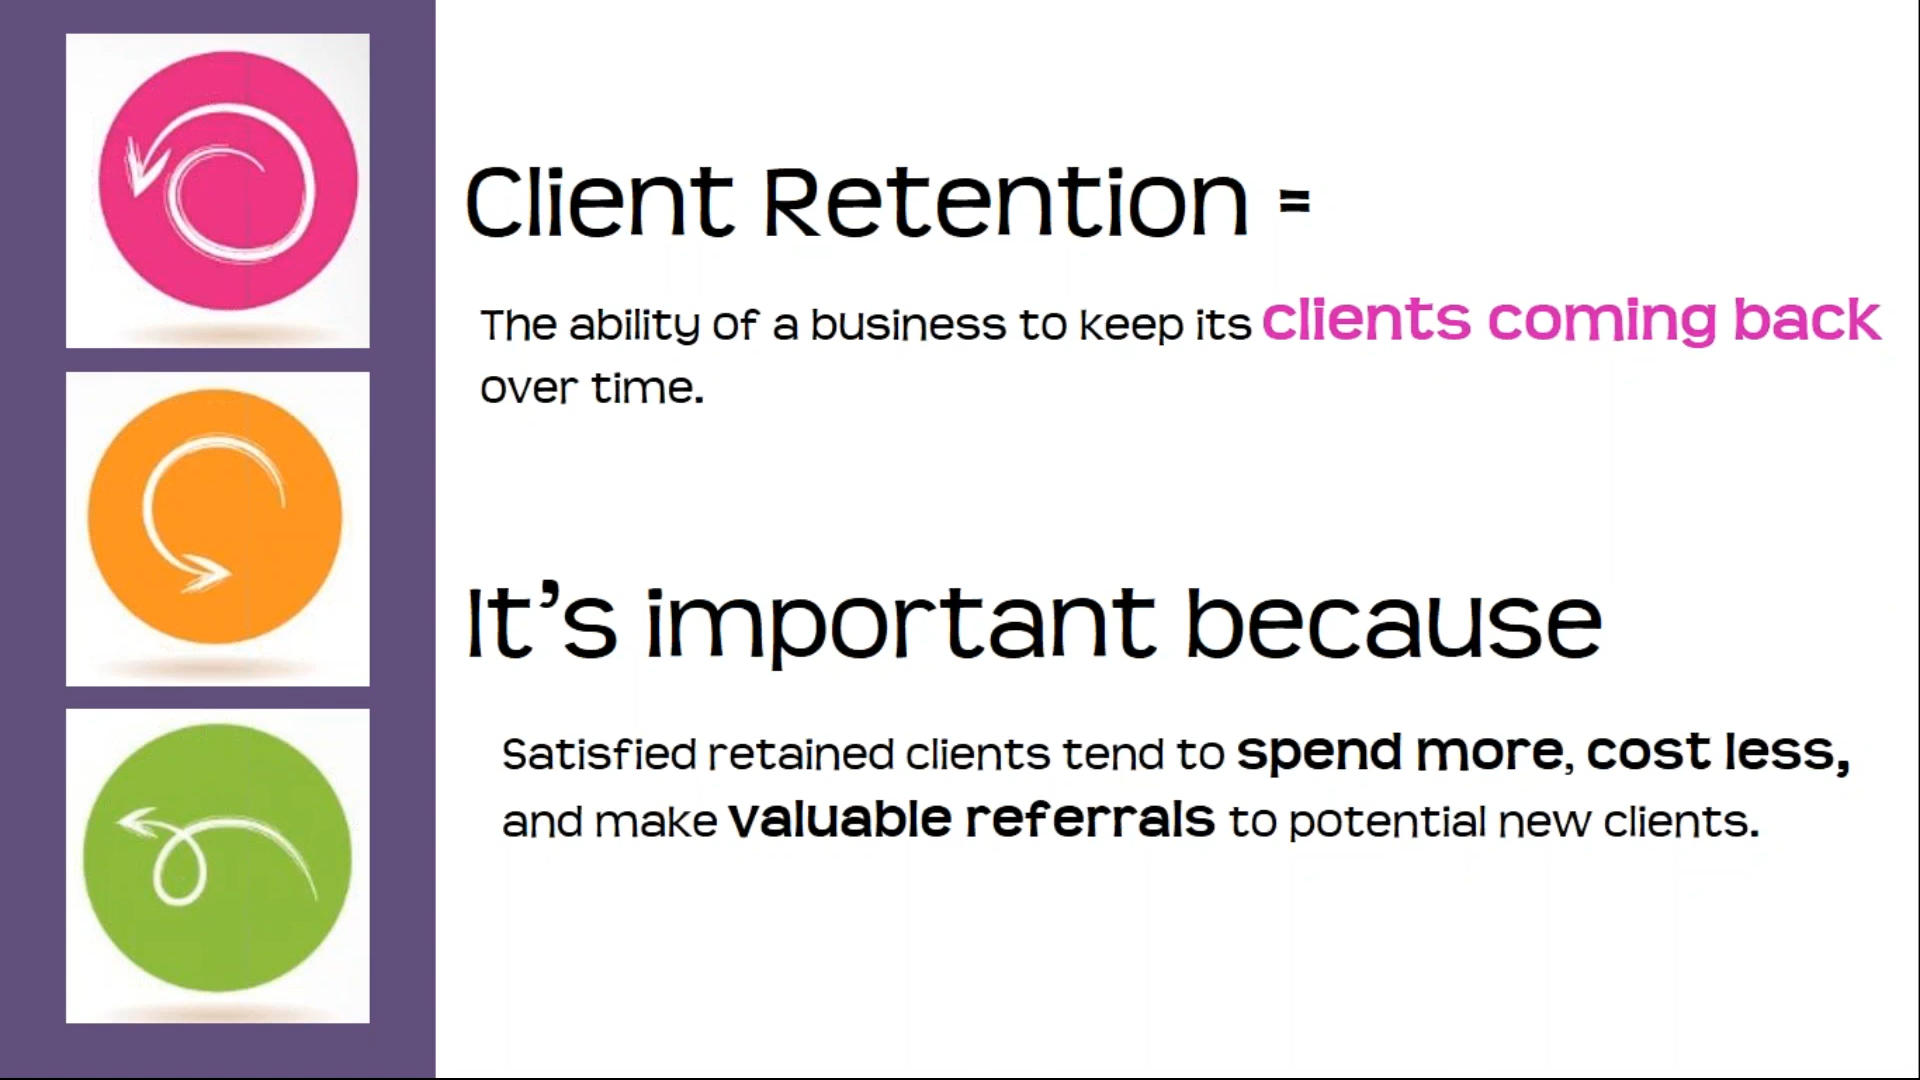 Client Retention =
The ability of a business to keep its clients coming back
over time.
It’s important because
Satisfied retained clients tend to spend more, cost less,
and make valuable referrals to potential new clients.